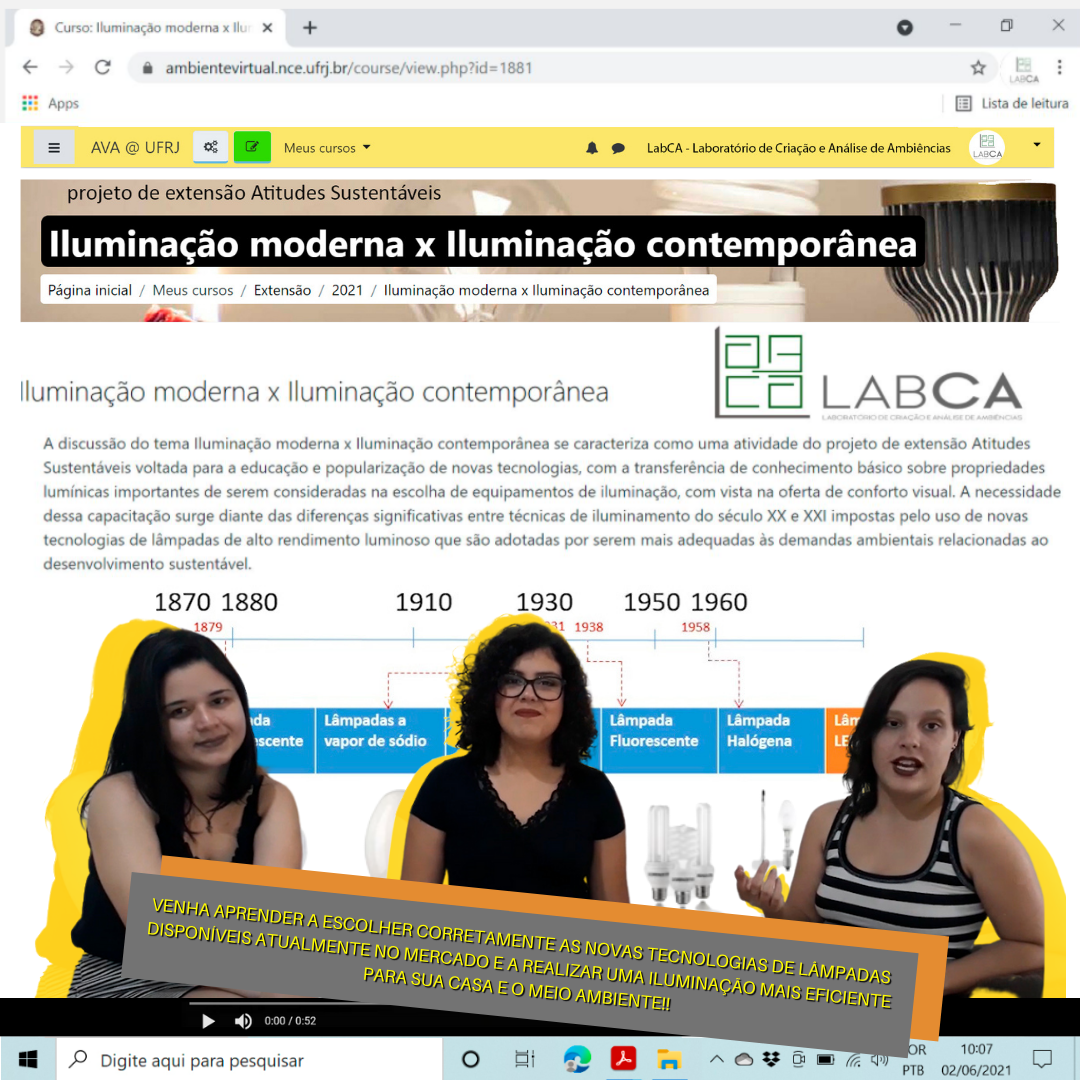 Curso: Iluminação moderna x Ilu
ambientevirtual.nce.ufrj.br/course/view.php?id=1881
LABCA
Apps
Lista de leitura
AVA @ UFRJ
Meus cursos
LabCA - Laboratório de Criação e Análise de Ambiências
LABCA
projeto de extensão Atitudes Sustentáveis
Iluminação moderna x Iluminação contemporânea
Página inicial / Meus cursos / Extensão / 2021 / Iluminação moderna x Iluminação contemporânea
Iluminação moderna x Iluminação contemporânea
LABCA
LABORATÓRIO DE CRIAÇÃO E ANÁLISE DE AMBIÊNCIAS
A discussão do tema Iluminação moderna x Iluminação contemporânea se caracteriza como uma atividade do projeto de extensão Atitudes
Sustentáveis voltada para a educação e popularização de novas tecnologias, com a transferência de conhecimento básico sobre propriedades
lumínicas importantes de serem consideradas na escolha de equipamentos de iluminação, com vista na oferta de conforto visual. A necessidade
dessa capacitação surge diante das diferenças significativas entre técnicas de iluminamento do século XX e XXI impostas pelo uso de novas
tecnologias de lâmpadas de alto rendimento luminoso que são adotadas por serem mais adequadas às demandas ambientais relacionadas ao
desenvolvimento sustentável.
1870 1880 1910 1930 1950 1960
1879 31 1938 1958
da
scente
Lâmpadas a
vapor de sódio
Lâmpada
Fluorescente
Lâmpada
Halógena
Lâm
LE
VENHA APRENDER A ESCOLHER CORRETAMENTE AS NOVAS TECNOLOGIAS DE LÂMPADAS
DISPONÍVEIS ATUALMENTE NO MERCADO E A REALIZAR UMA ILUMINAÇÃO MAIS EFICIENTE
PARA SUA CASA E O MEIO AMBIENTE!!
0:00 / 0:52
Digite aqui para pesquisar
OR
PTB
10:07
02/06/2021